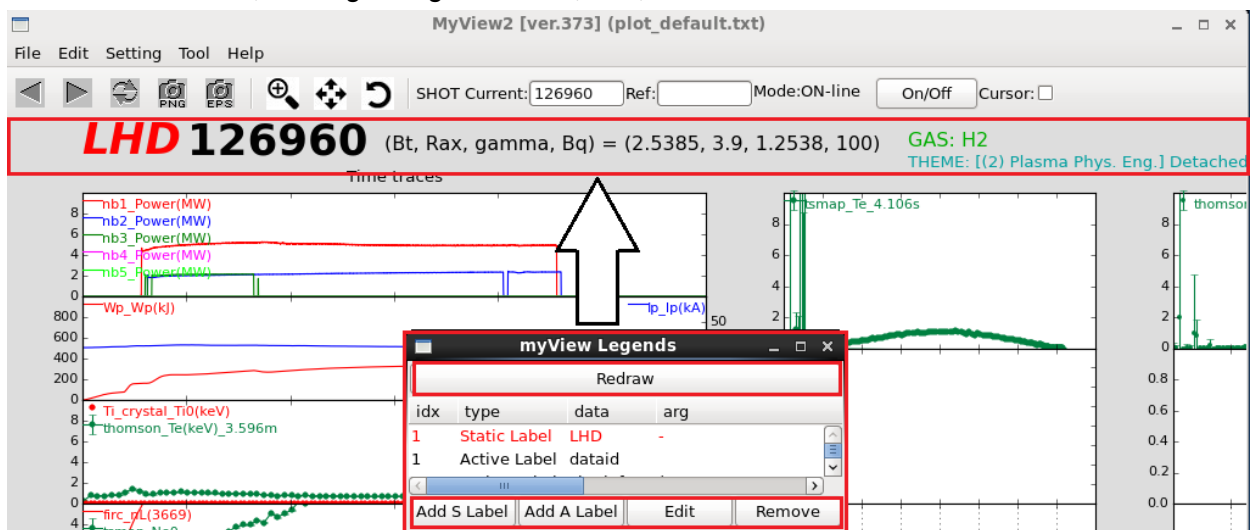 MyView2 [ver.373] (plot_default.txt)
File Edit Setting Tool Help
PNG EPS SHOT Current: 126960 Ref: Mode:ON-line On/Off Cursor:
LHD 126960 (Bt, Rax, gamma, Bq) = (2.5385, 3.9, 1.2538, 100)
GAS: H2
THEME: [(2) Plasma Phys. Eng.] Detached
Time traces
nb1_Power(MW)
nb2_Power(MW)
nb3_Power(MW)
nb4_Power(MW)
nb5_Power(MW)
8
6
4
2
0
tsmap_Te_4.106s
8
6
4
2
thomson
8
6
4
2
0
Wp_Wp(kJ) Ip_Ip(kA)
800
600
400
200
0
50
myView Legends
Redraw
idx type data arg
1 Static Label LHD -
1 Active Label dataid
Add S Label Add A Label Edit Remove
Ti_crystal_Ti0(keV)
thomson_Te(keV)_3.596m
8
6
4
2
0
0.8
0.6
0.4
0.2
0.0
firc_nL(3669)
4